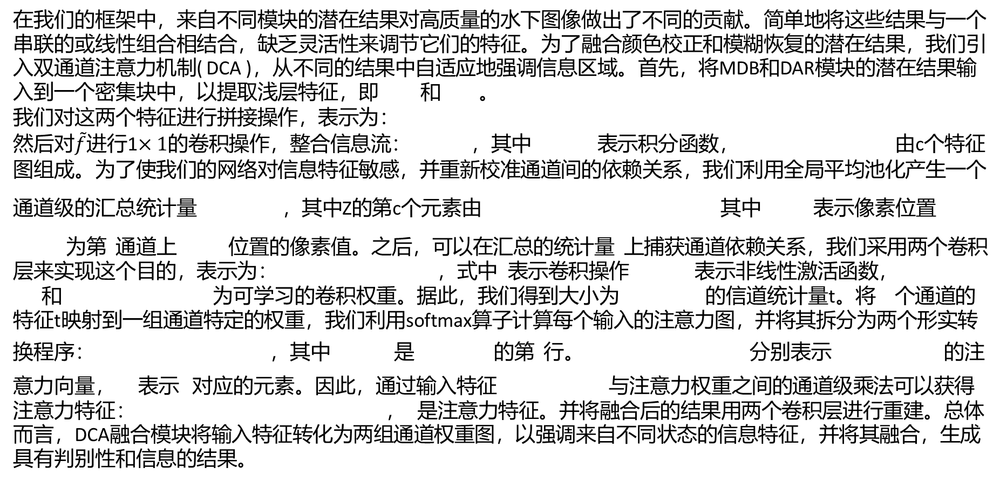 在我们的框架中，来自不同模块的潜在结果对高质量的水下图像做出了不同的贡献。简单地将这些结果与一个
串联的或线性组合相结合，缺乏灵活性来调节它们的特征。为了融合颜色校正和模糊恢复的潜在结果，我们引
入双通道注意力机制( DCA )，从不同的结果中自适应地强调信息区域。首先，将MDB和DAR模块的潜在结果输
入到一个密集块中，以提取浅层特征，即 和 。
我们对这两个特征进行拼接操作，表示为：
然后对f̃进行1× 1的卷积操作，整合信息流： ，其中 表示积分函数， 由c个特征
图组成。为了使我们的网络对信息特征敏感，并重新校准通道间的依赖关系，我们利用全局平均池化产生一个
通道级的汇总统计量 ，其中Z的第c个元素由 其中 表示像素位置
为第 通道上 位置的像素值。之后，可以在汇总的统计量 上捕获通道依赖关系，我们采用两个卷积
层来实现这个目的，表示为： ，式中 表示卷积操作 表示非线性激活函数，
和 为可学习的卷积权重。据此，我们得到大小为 的信道统计量t。将 个通道的
特征t映射到一组通道特定的权重，我们利用softmax算子计算每个输入的注意力图，并将其拆分为两个形实转
换程序： ，其中 是 的第 行。 分别表示 的注
意力向量， 表示 对应的元素。因此，通过输入特征 与注意力权重之间的通道级乘法可以获得
注意力特征： ， 是注意力特征。并将融合后的结果用两个卷积层进行重建。总体
而言，DCA融合模块将输入特征转化为两组通道权重图，以强调来自不同状态的信息特征，并将其融合，生成
具有判别性和信息的结果。